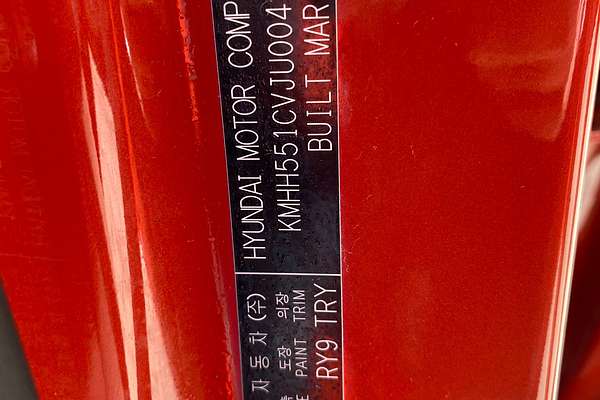 HYUNDAI MOTOR COMP
KMHH551CVJU004
BUILT MAR
자동차(주)
도장 의장
PAINT TRIM
RY9 TRY